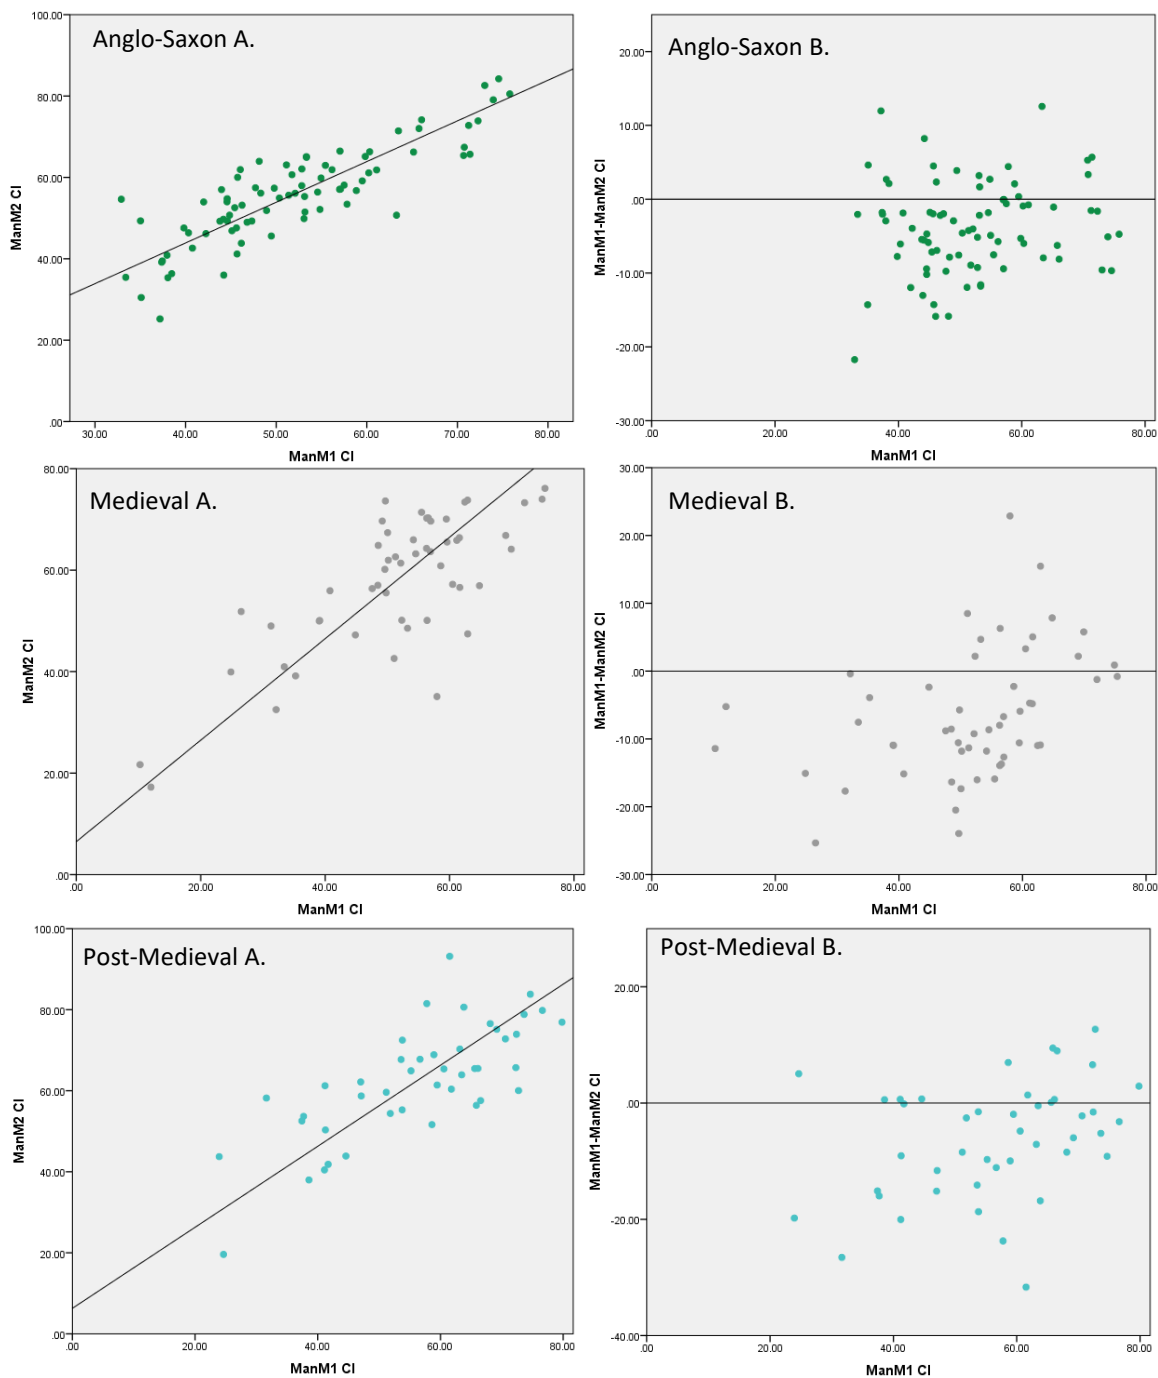 Anglo-Saxon A.
100.00
80.00
60.00
40.00
20.00
.00
ManM2 CI
30.00 40.00 50.00 60.00 70.00 80.00
ManM1 CI
Anglo-Saxon B.
20.00
10.00
.00
-10.00
-20.00
-30.00
ManM1-ManM2 CI
.00 20.00 40.00 60.00 80.00
ManM1 CI
Medieval A.
80.00
60.00
40.00
20.00
.00
ManM2 CI
.00 20.00 40.00 60.00 80.00
ManM1 CI
Medieval B.
30.00
20.00
10.00
.00
-10.00
-20.00
-30.00
ManM1-ManM2 CI
.00 20.00 40.00 60.00 80.00
ManM1 CI
Post-Medieval A.
100.00
80.00
60.00
40.00
20.00
.00
ManM2 CI
.00 20.00 40.00 60.00 80.00
ManM1 CI
Post-Medieval B.
20.00
.00
-20.00
-40.00
ManM1-ManM2 CI
.00 20.00 40.00 60.00 80.00
ManM1 CI